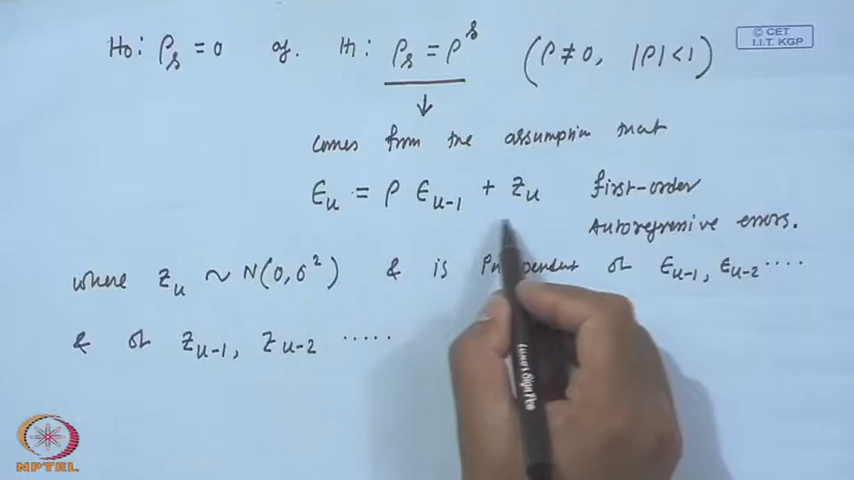 H₀: ρₛ = 0 ag. H₁: ρₛ = ρˢ (ρ ≠ 0, |ρ| < 1)
© CET
I.I.T. KGP
comes from the assumption that
ϵᵤ = ρ ϵᵤ₋₁ + Zᵤ first-order
Autoregressive errors.
where Zᵤ ~ N(0, σ²) & is of ϵᵤ₋₁, ϵᵤ₋₂ ....
& of Zᵤ₋₁, Zᵤ₋₂ .....
NPTEL